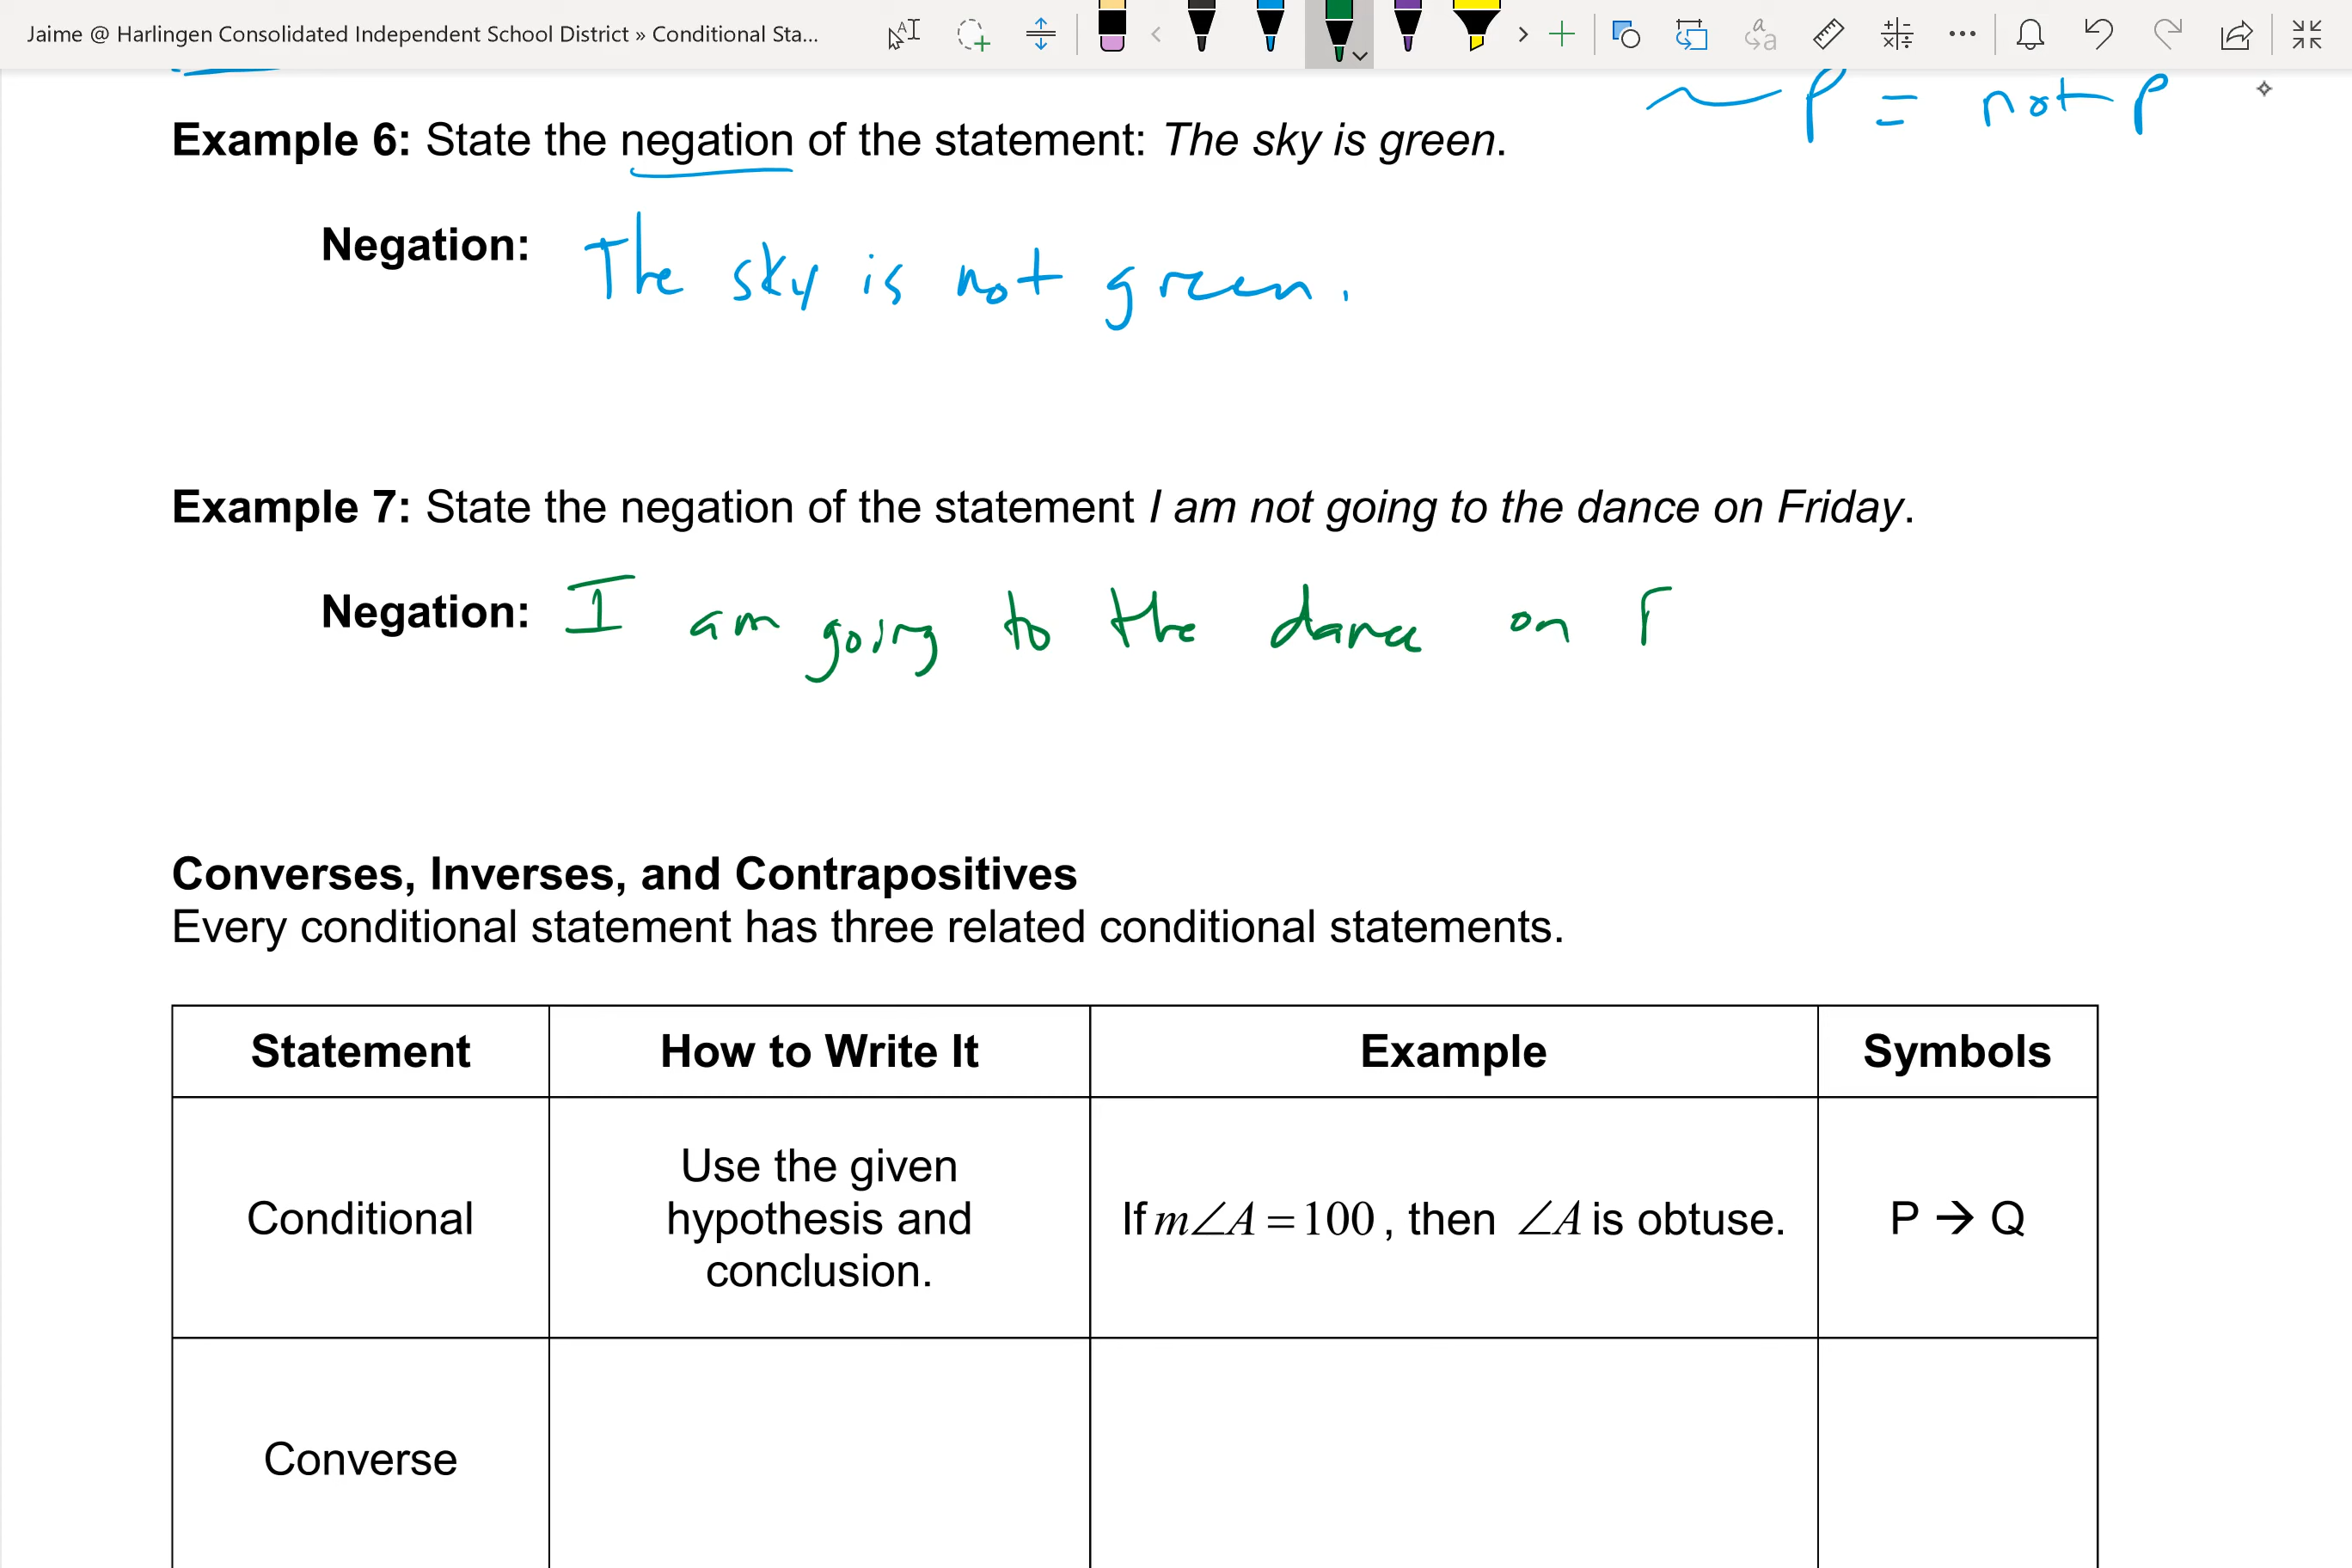 Jaime @ Harlingen Consolidated Independent School District » Conditional Sta...
~P = not P
Example 6: State the negation of the statement: The sky is green.
Negation: The sky is not green.
Example 7: State the negation of the statement I am not going to the dance on Friday.
Negation: I am going to the dance on F
Converses, Inverses, and Contrapositives
Every conditional statement has three related conditional statements.
Statement How to Write It Example Symbols
Use the given
Conditional hypothesis and If m∠A = 100, then ∠A is obtuse. P → Q
conclusion.
Converse